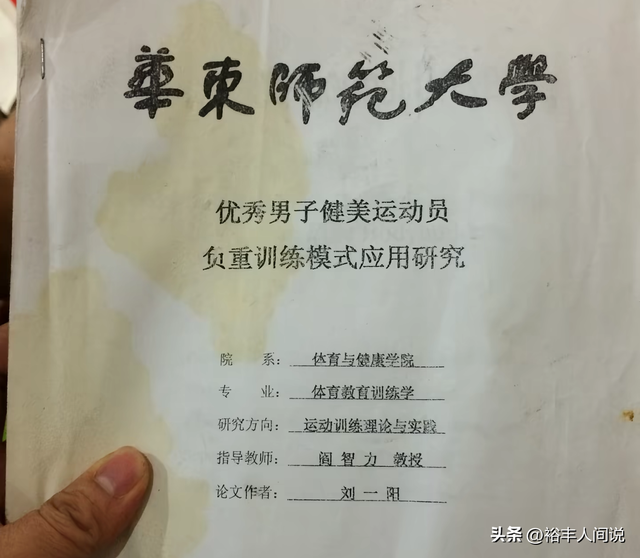 華東師範大學
优秀男子健美运动员
负重训练模式应用研究
院 系： 体育与健康学院
专 业： 体育教育训练学
研究方向： 运动训练理论与实践
指导教师： 阎 智 力 教授
论文作者： 刘 一 阳
头条 @裕丰人间说